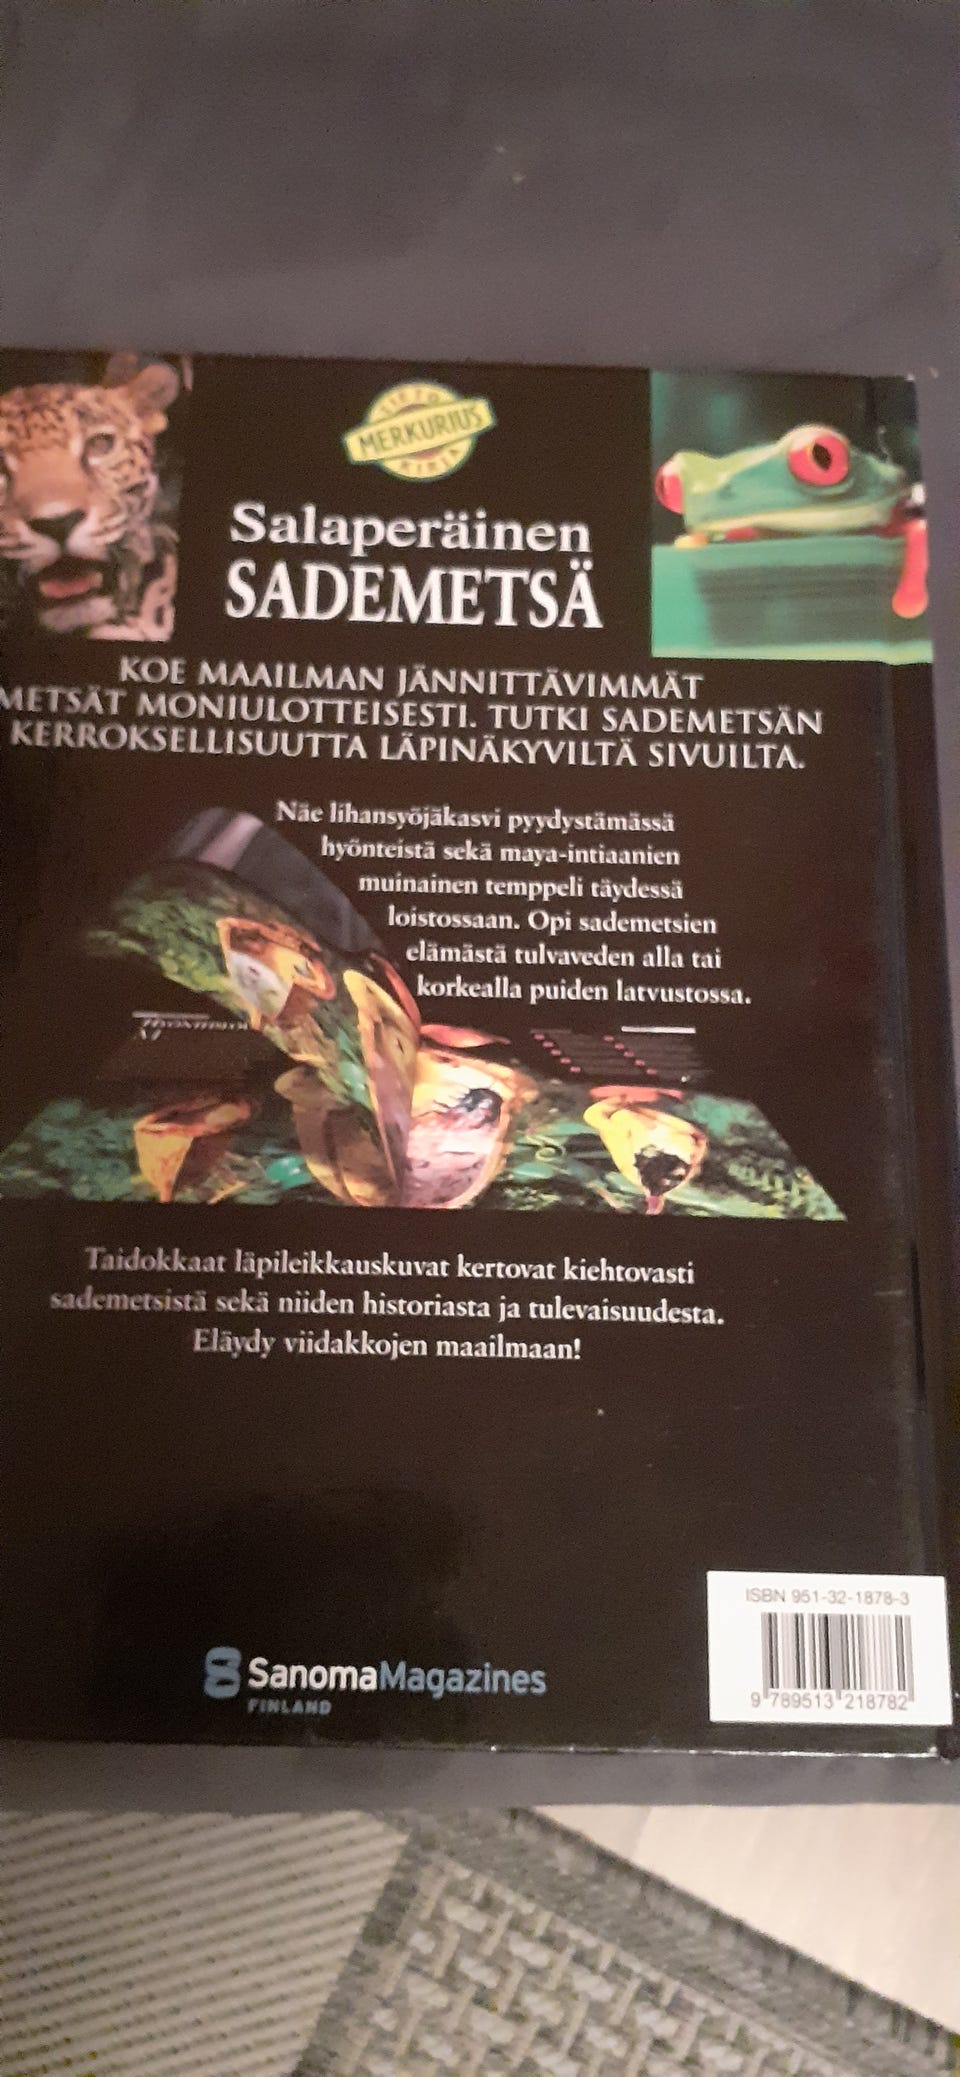 TIETO
MERKURIUS
KIRJA
Salaperäinen
SADEMETSÄ
KOE MAAILMAN JÄNNITTÄVIMMÄT
METSÄT MONIULOTTEISESTI. TUTKI SADEMETSÄN
KERROKSELLISUUTTA LÄPINÄKYVILTÄ SIVUILTA.
Näe lihansyöjäkasvi pyydystämässä
hyönteistä sekä maya-intiaanien
muinainen temppeli täydessä
loistossaan. Opi sademetsien
elämästä tulvaveden alla tai
korkealla puiden latvustossa.
Taidokkaat läpileikkauskuvat kertovat kiehtovasti
sademetsistä sekä niiden historiasta ja tulevaisuudesta.
Eläydy viidakkojen maailmaan!
ISBN 951-32-1878-3
9 789513 218782
SanomaMagazines
FINLAND